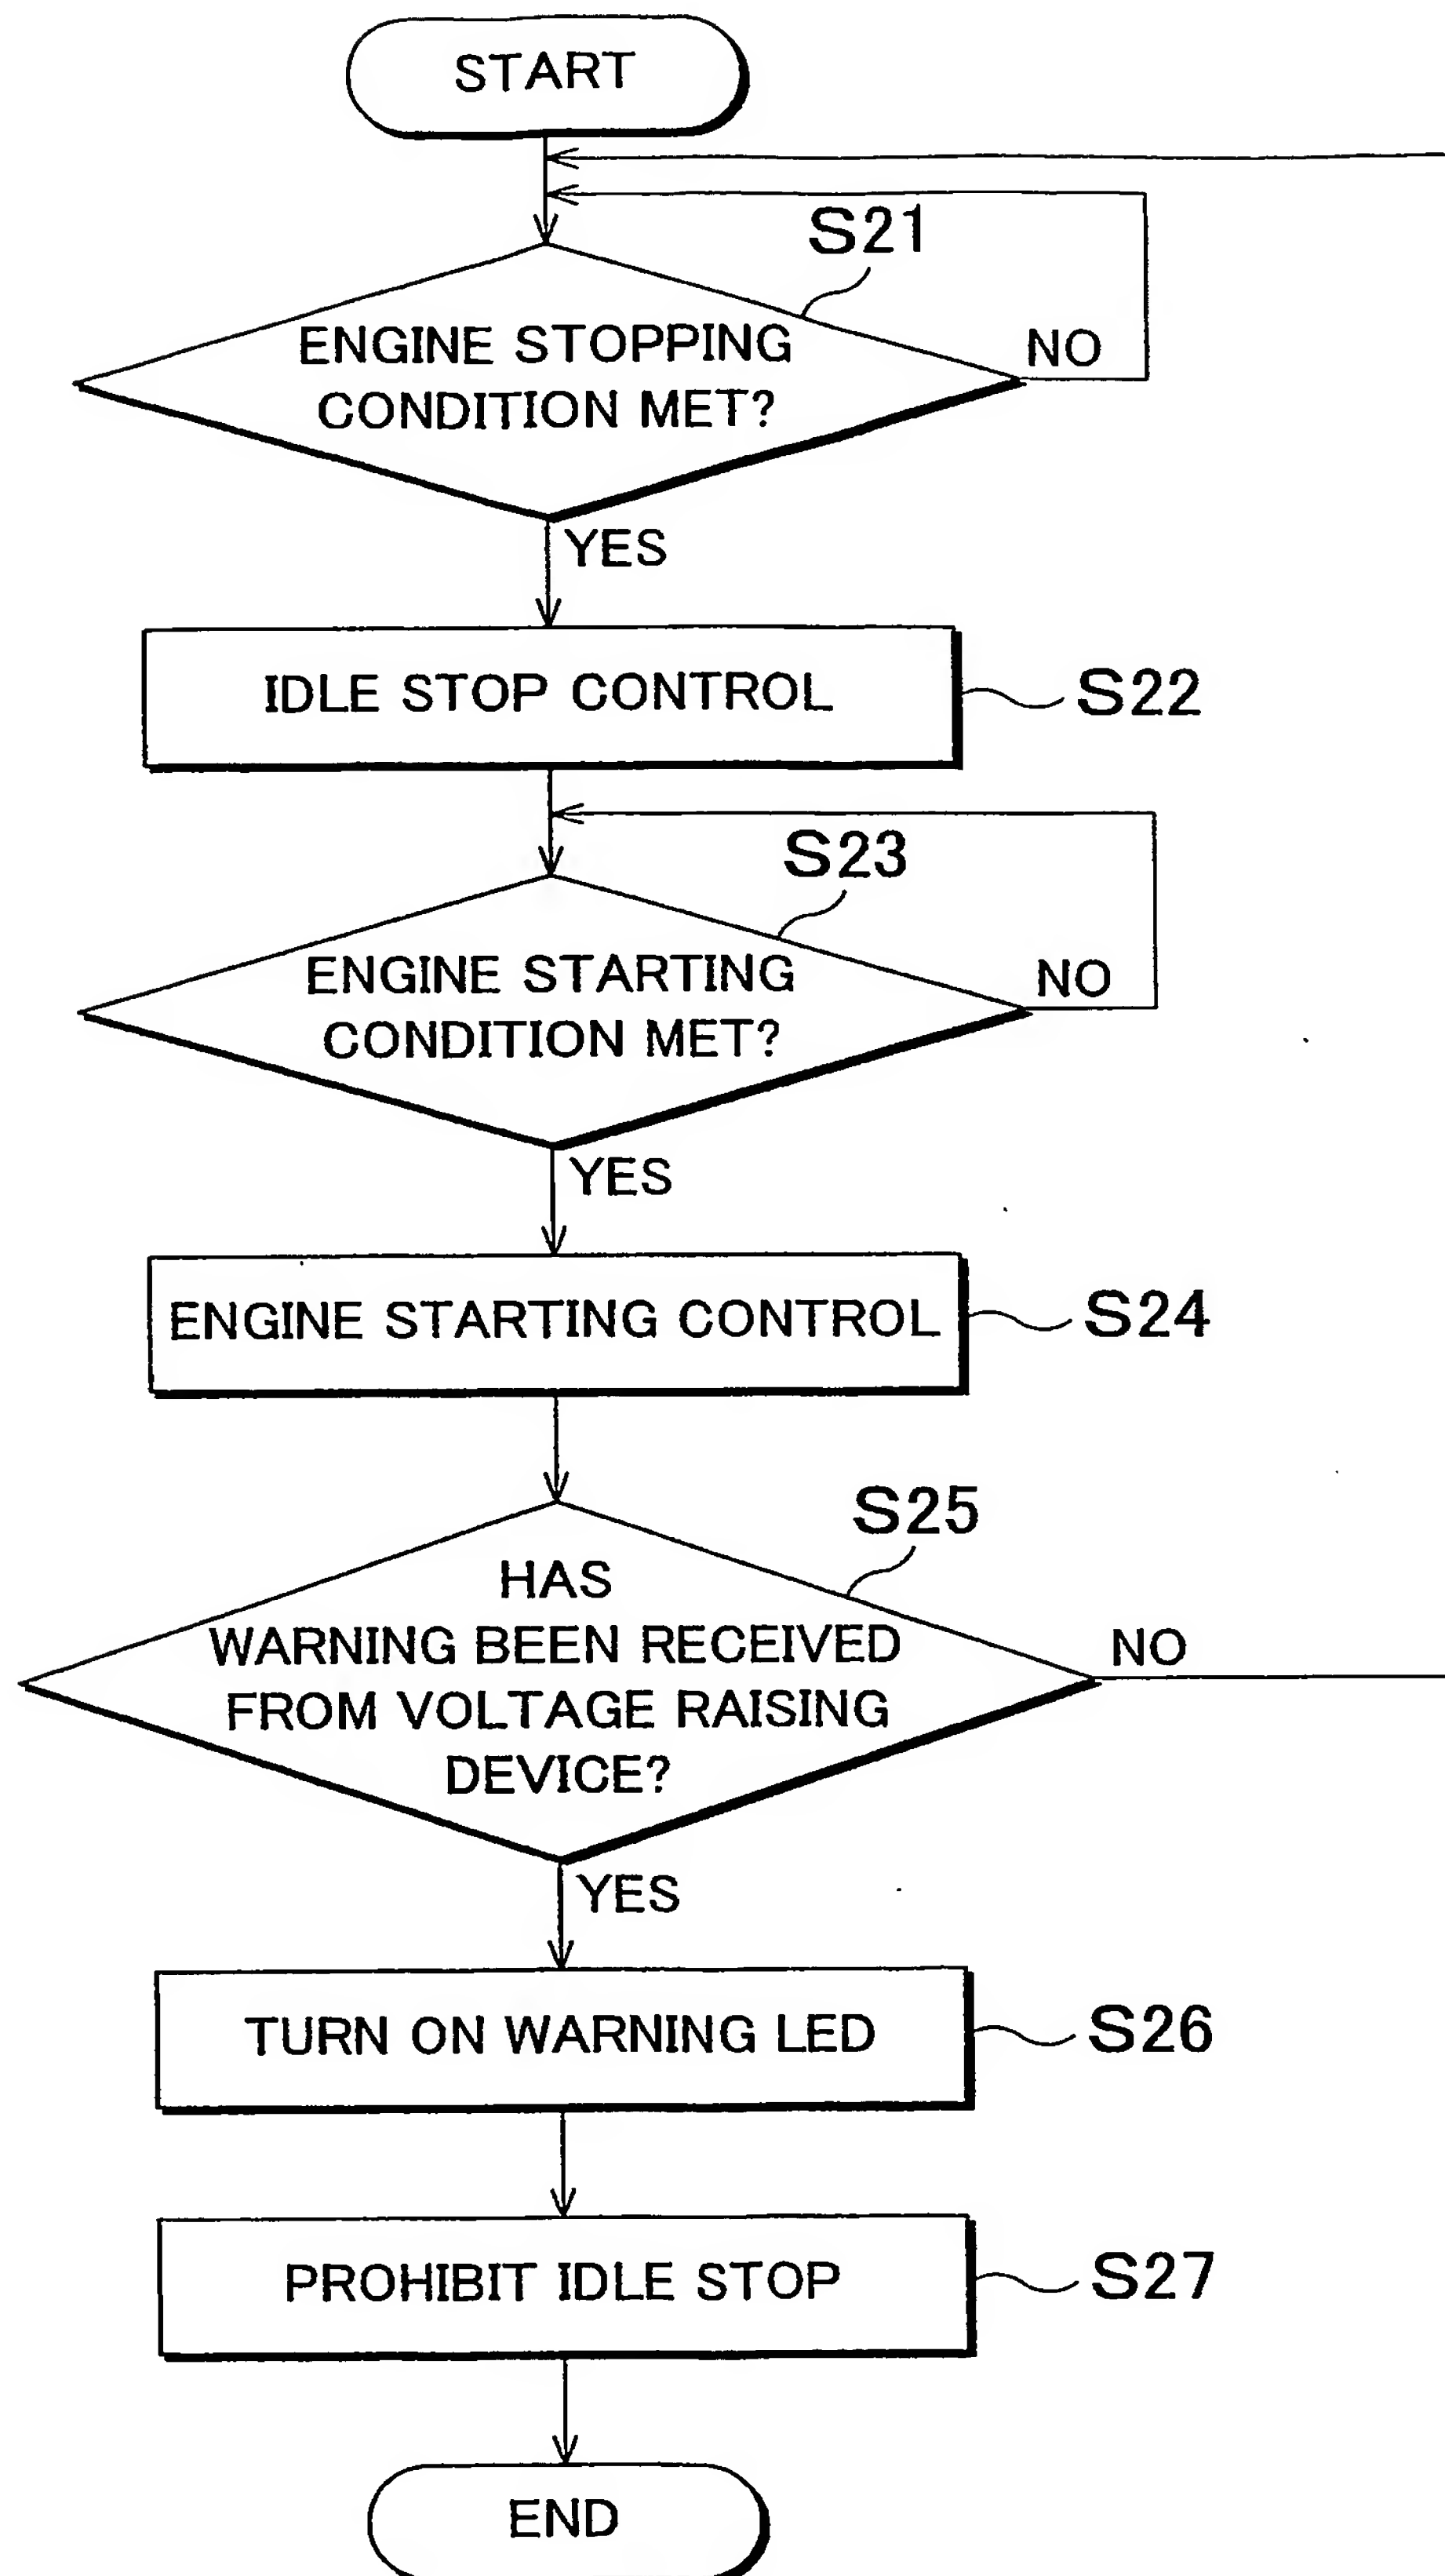 START
S21
ENGINE STOPPING
CONDITION MET?
NO
YES
IDLE STOP CONTROL
S22
S23
ENGINE STARTING
CONDITION MET?
NO
YES
ENGINE STARTING CONTROL
S24
S25
HAS
WARNING BEEN RECEIVED
FROM VOLTAGE RAISING
DEVICE?
NO
YES
TURN ON WARNING LED
S26
PROHIBIT IDLE STOP
S27
END